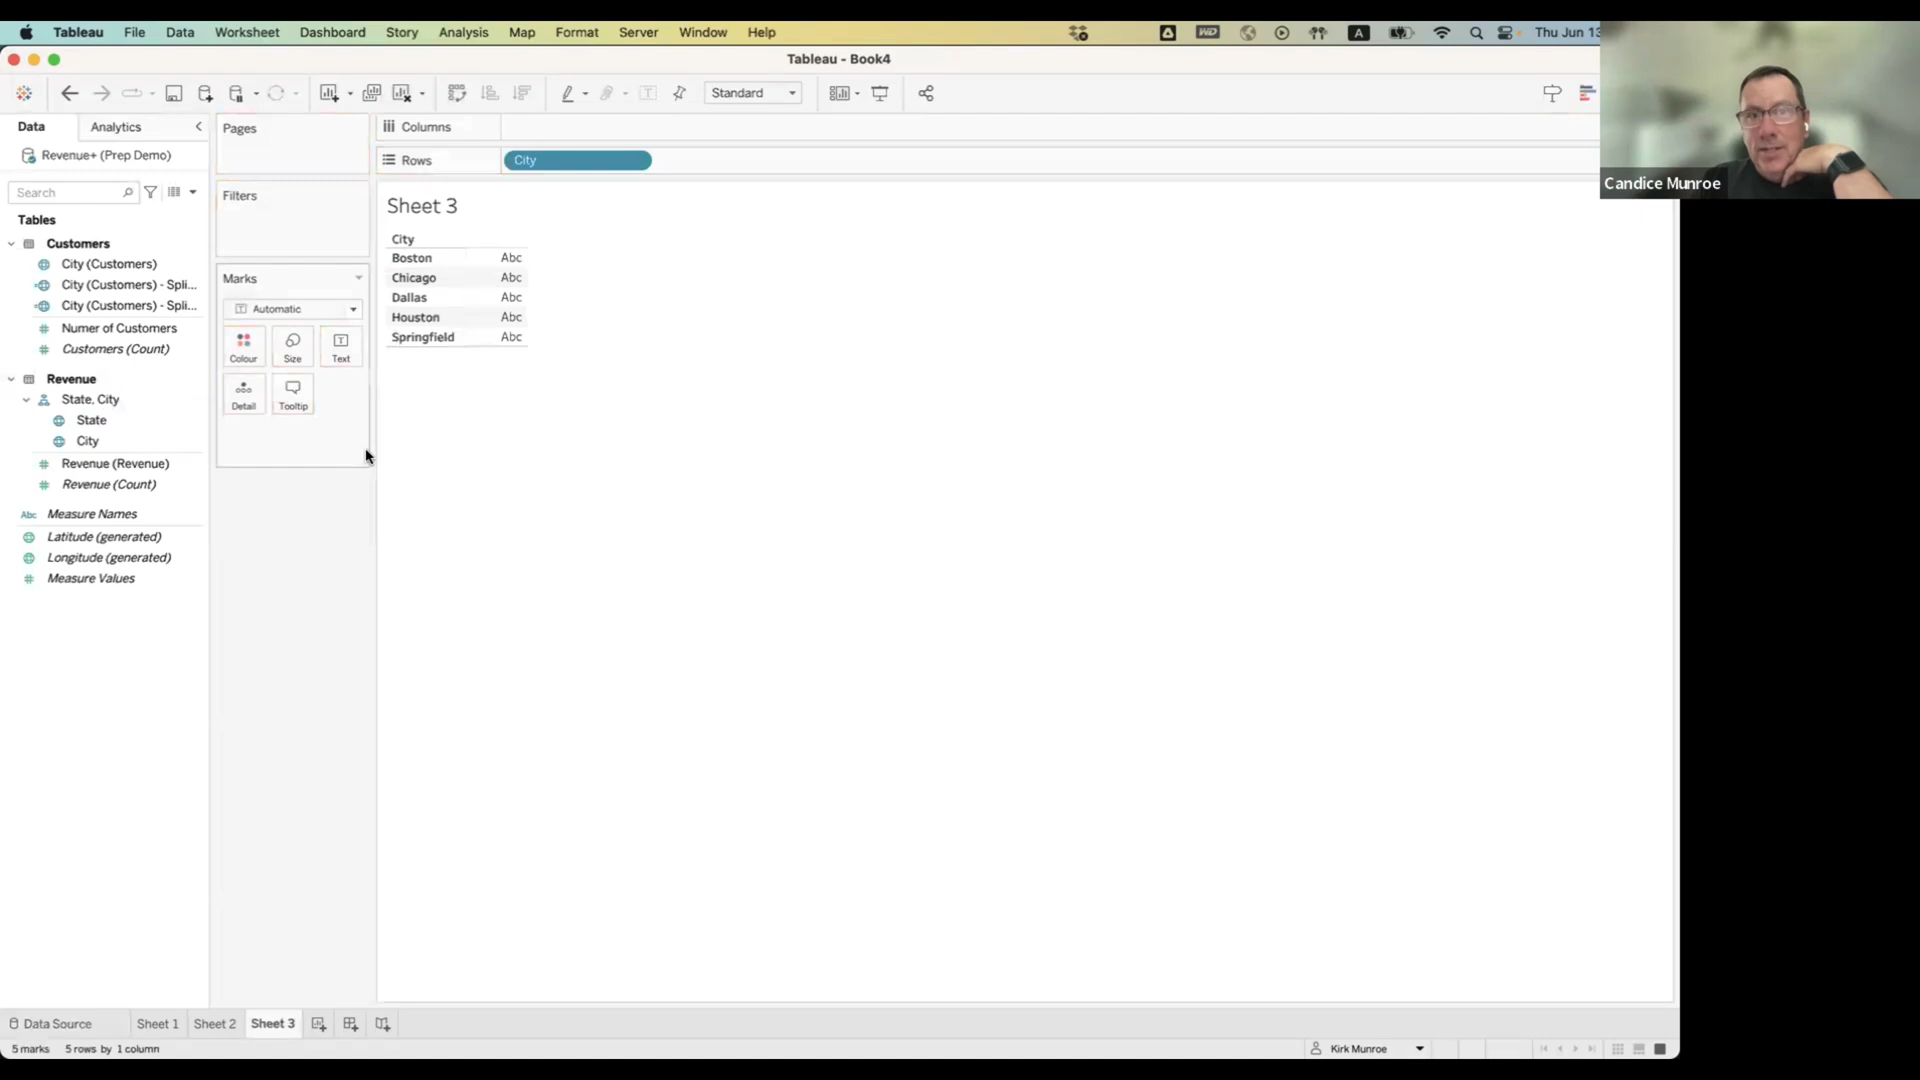 Tableau File Data Worksheet Dashboard Story Analysis Map Format Server Window Help WD A Thu Jun 13
Tableau - Book4
Standard
Data Analytics
Pages
Columns
Revenue+ (Prep Demo)
Rows
City
Search
Filters
Sheet 3
Candice Munroe
Tables
Customers
City (Customers)
City (Customers) - Spli...
City (Customers) - Spli...
Numer of Customers
Customers (Count)
Revenue
State, City
State
City
Revenue (Revenue)
Revenue (Count)
Abc Measure Names
Latitude (generated)
Longitude (generated)
Measure Values
Marks
Automatic
Colour Size Text
Detail Tooltip
City
Boston Abc
Chicago Abc
Dallas Abc
Houston Abc
Springfield Abc
Data Source Sheet 1 Sheet 2 Sheet 3
5 marks 5 rows by 1 column
Kirk Munroe